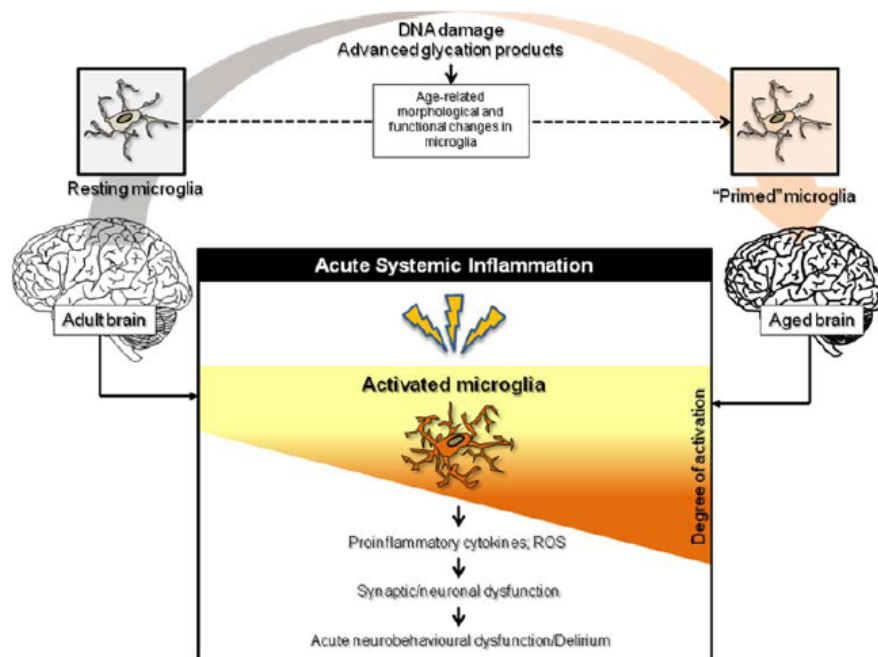 DNA damage
Advanced glycation products
Age-related
morphological and
functional changes in
microglia
Resting microglia
"Primed" microglia
Acute Systemic Inflammation
Adult brain
Aged brain
Activated microglia
Degree of activation
Proinflammatory cytokines; ROS
Synaptic/neuronal dysfunction
Acute neurobehavioural dysfunction/Delirium